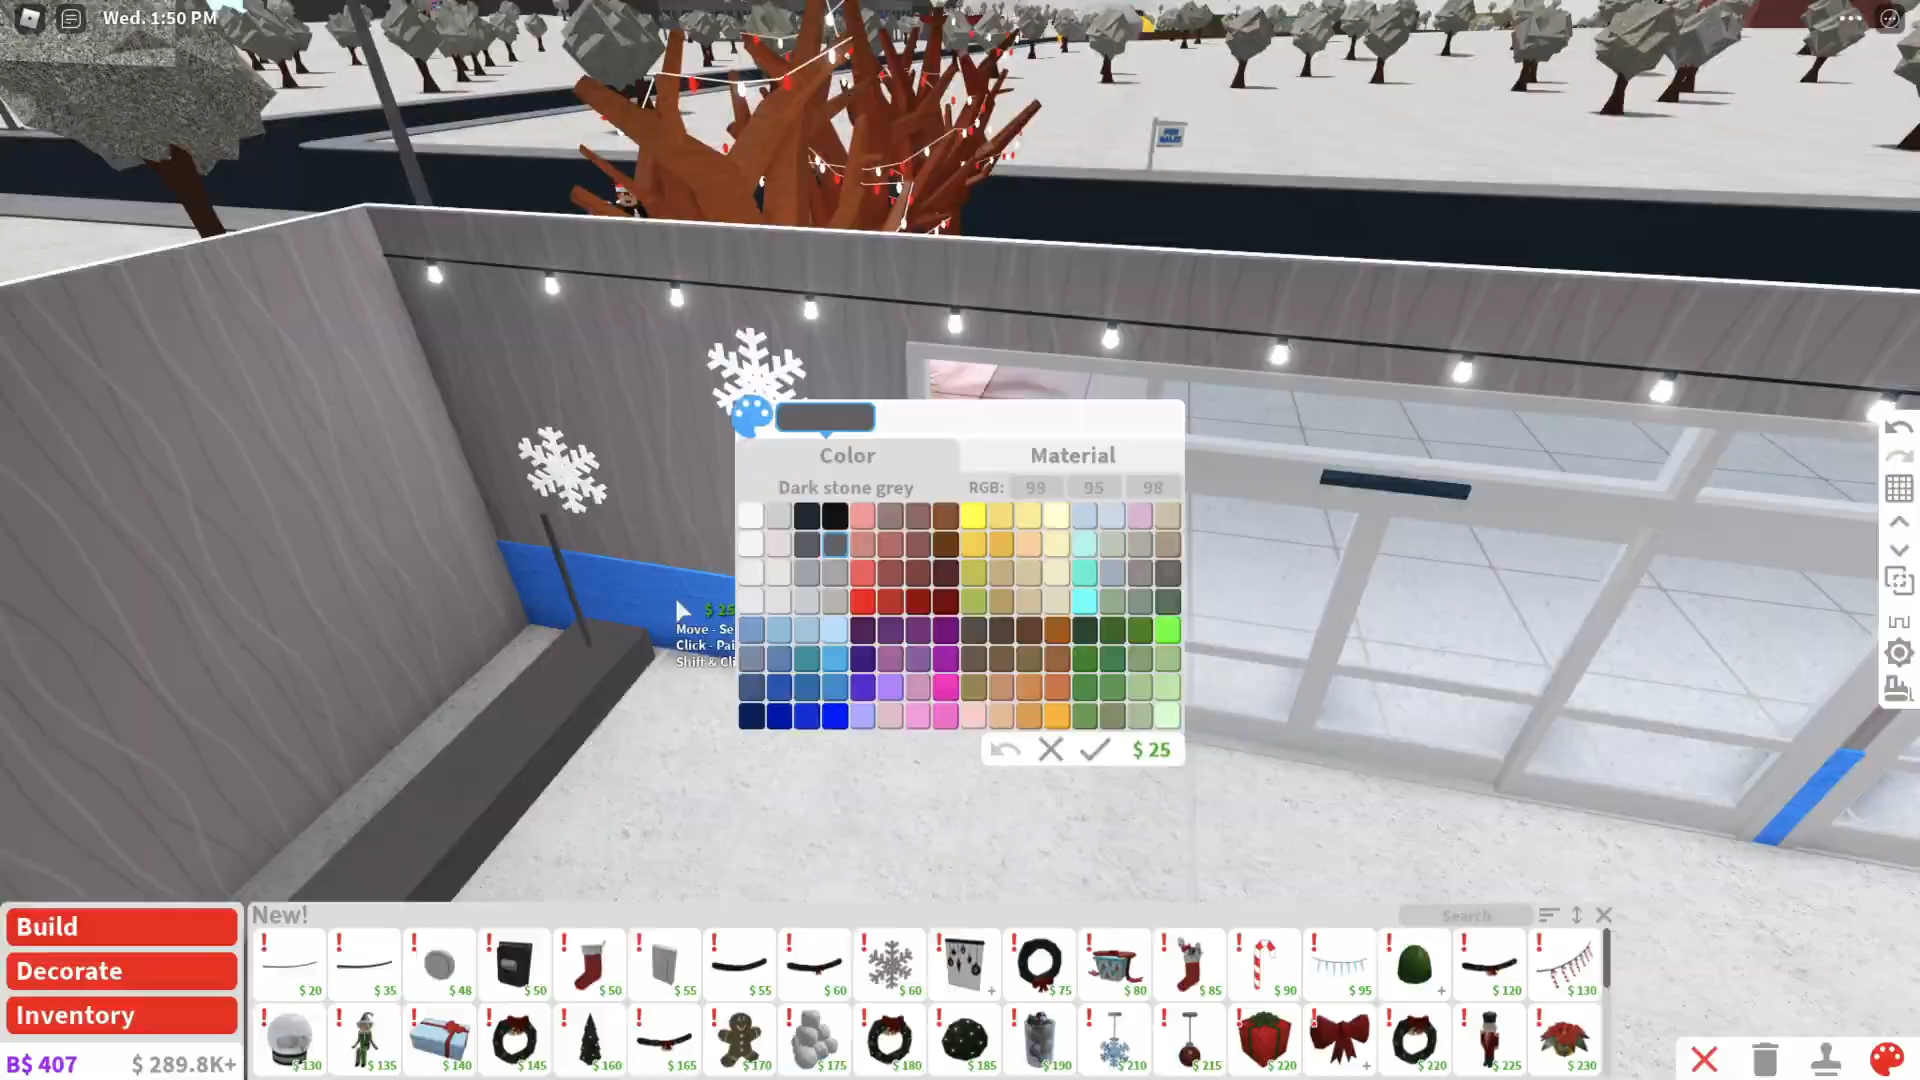 Wed. 1:50 PM
Color
Material
Dark stone grey
RGB: 99 95 98
$ 25
Move - Se
Click - Pai
Shift & Cli
$ 25
Build
Decorate
Inventory
B$ 407 $ 289.8K+
New!
Search
$ 20 $ 35 $ 48 $ 50 $ 50 $ 55 $ 55 $ 60 $ 60 + $ 75 $ 80 $ 85 $ 90 $ 95 + $ 120 $ 130
$ 130 $ 135 $ 140 $ 145 $ 160 $ 165 $ 170 $ 175 $ 180 $ 185 $ 190 $ 210 $ 215 $ 220 + $ 220 $ 225 $ 230